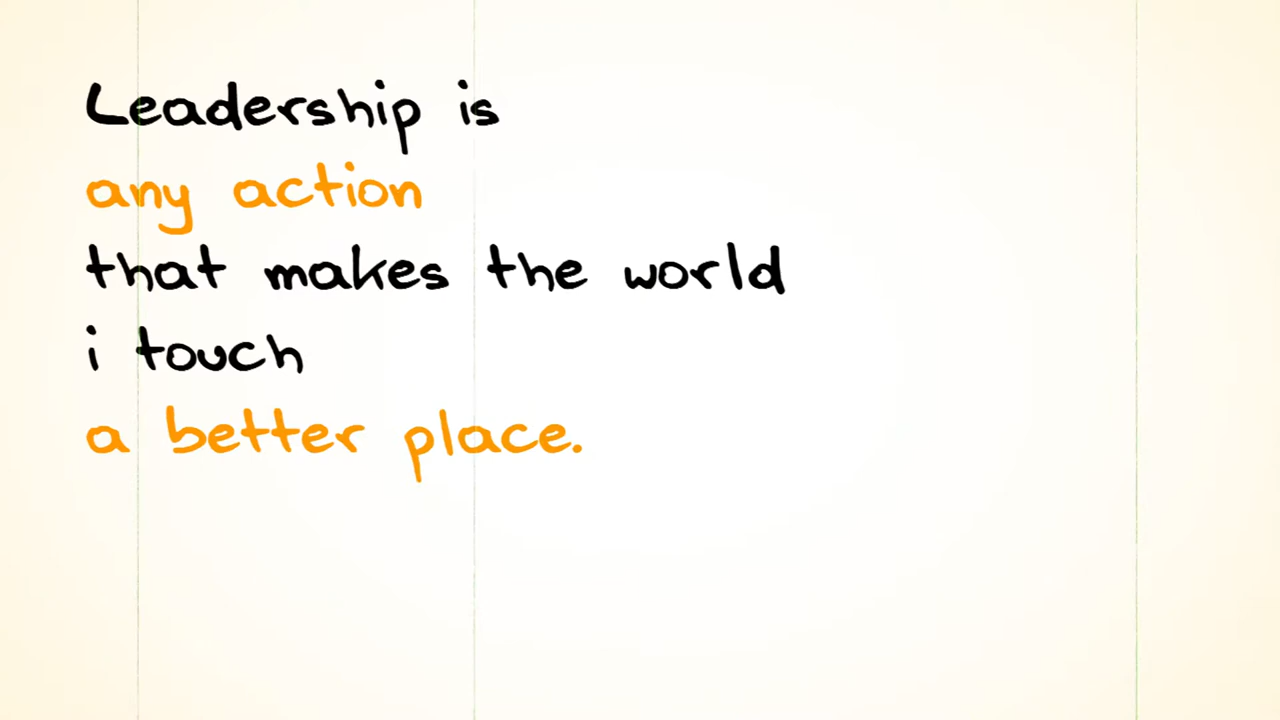 Leadership is
any action
that makes the world
i touch
a better place.